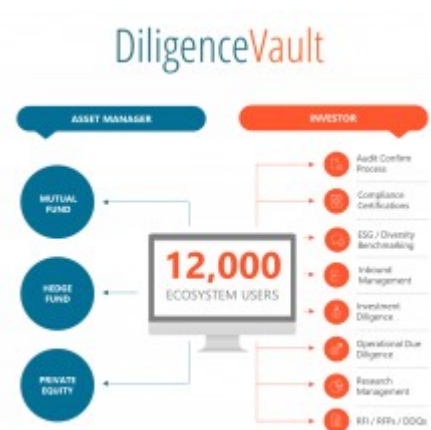 DiligenceVault
ASSET MANAGER
INVESTOR
MUTUAL
FUND
HEDGE
FUND
PRIVATE
EQUITY
12,000
ECOSYSTEM USERS
Audit Confirm
Process
Compliance
Certifications
ESG / Diversity
Benchmarking
Inbound
Management
Investment
Diligence
Operational Due
Diligence
Research
Management
RFI / RFPs / DDQs